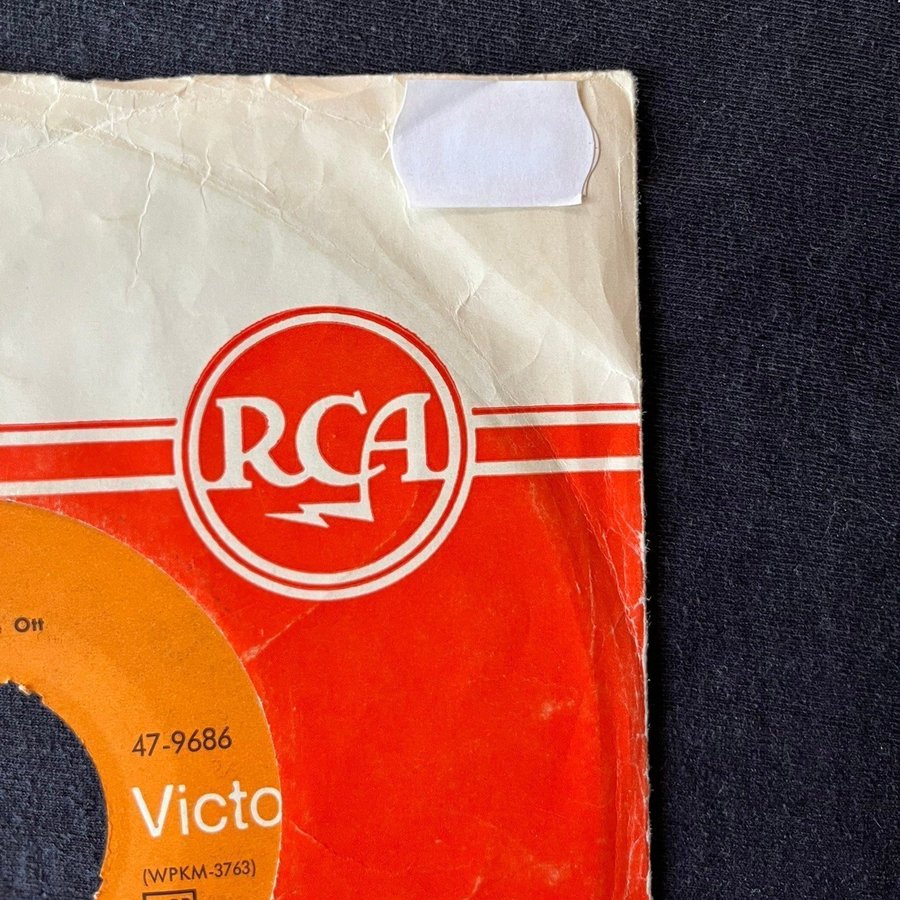 RCA
Ott
47-9686
Victo
(WPKM-3763)